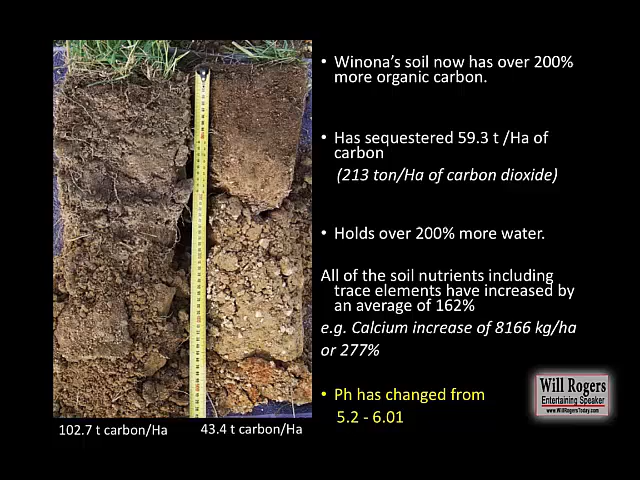 • Winona's soil now has over 200%
more organic carbon.
• Has sequestered 59.3 t /Ha of
carbon
(213 ton/Ha of carbon dioxide)
• Holds over 200% more water.
All of the soil nutrients including
trace elements have increased by
an average of 162%
e.g. Calcium increase of 8166 kg/ha
or 277%
• Ph has changed from
5.2 - 6.01
102.7 t carbon/Ha
43.4 t carbon/Ha
Will Rogers
Entertaining Speaker
www.WillRogersToday.com